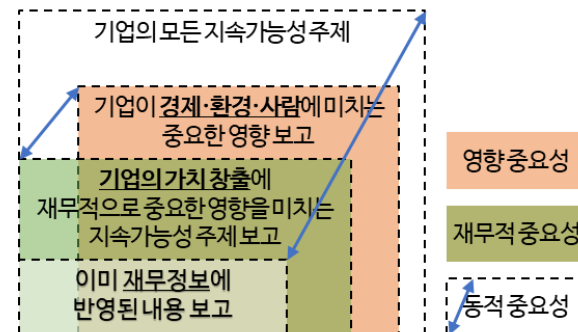 기업의 모든 지속가능성 주제
기업이 경제·환경·사람에 미치는
중요한 영향 보고
기업의 가치 창출에
재무적으로 중요한 영향을 미치는
지속가능성 주제 보고
이미 재무정보에
반영된 내용 보고
영향 중요성
재무적 중요성
동적 중요성